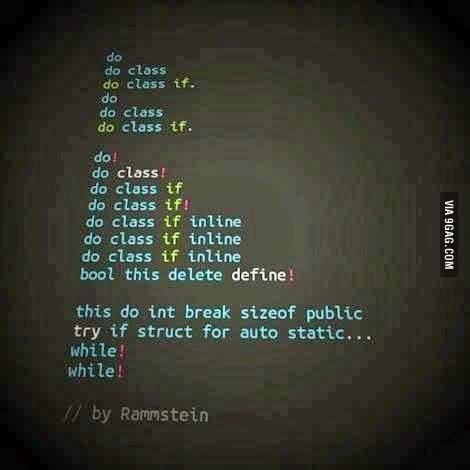 do
do class
do class if.
do
do class
do class if.
do!
do class!
do class if
do class if!
do class if inline
do class if inline
do class if inline
bool this delete define!
this do int break sizeof public
try if struct for auto static...
while!
while!
// by Rammstein
VIA 9GAG.COM